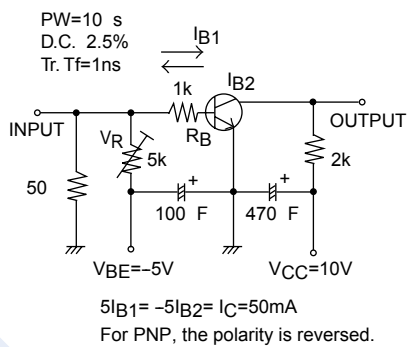 PW=10 s
D.C. 2.5%
Tr. Tf=1ns
IB1
1k
IB2
INPUT
RB
OUTPUT
VR
5k
2k
50
+
+
100 F
470 F
VBE=–5V
VCC=10V
5IB1= –5IB2= IC=50mA
For PNP, the polarity is reversed.